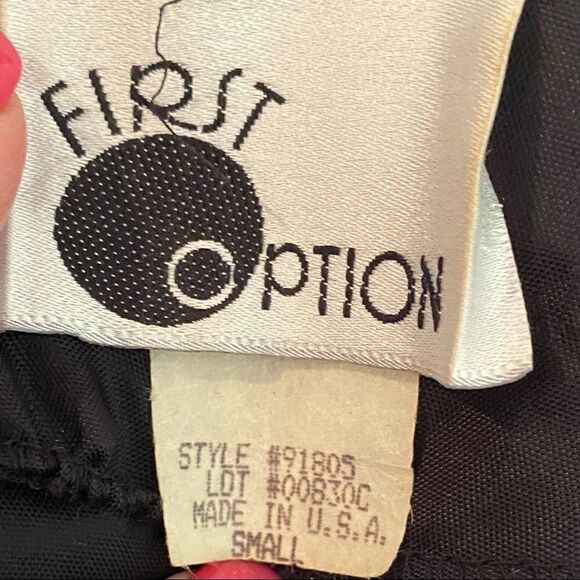 FIRST
OPTION
STYLE #91805
LOT #00830C
MADE IN U.S.A.
SMALL